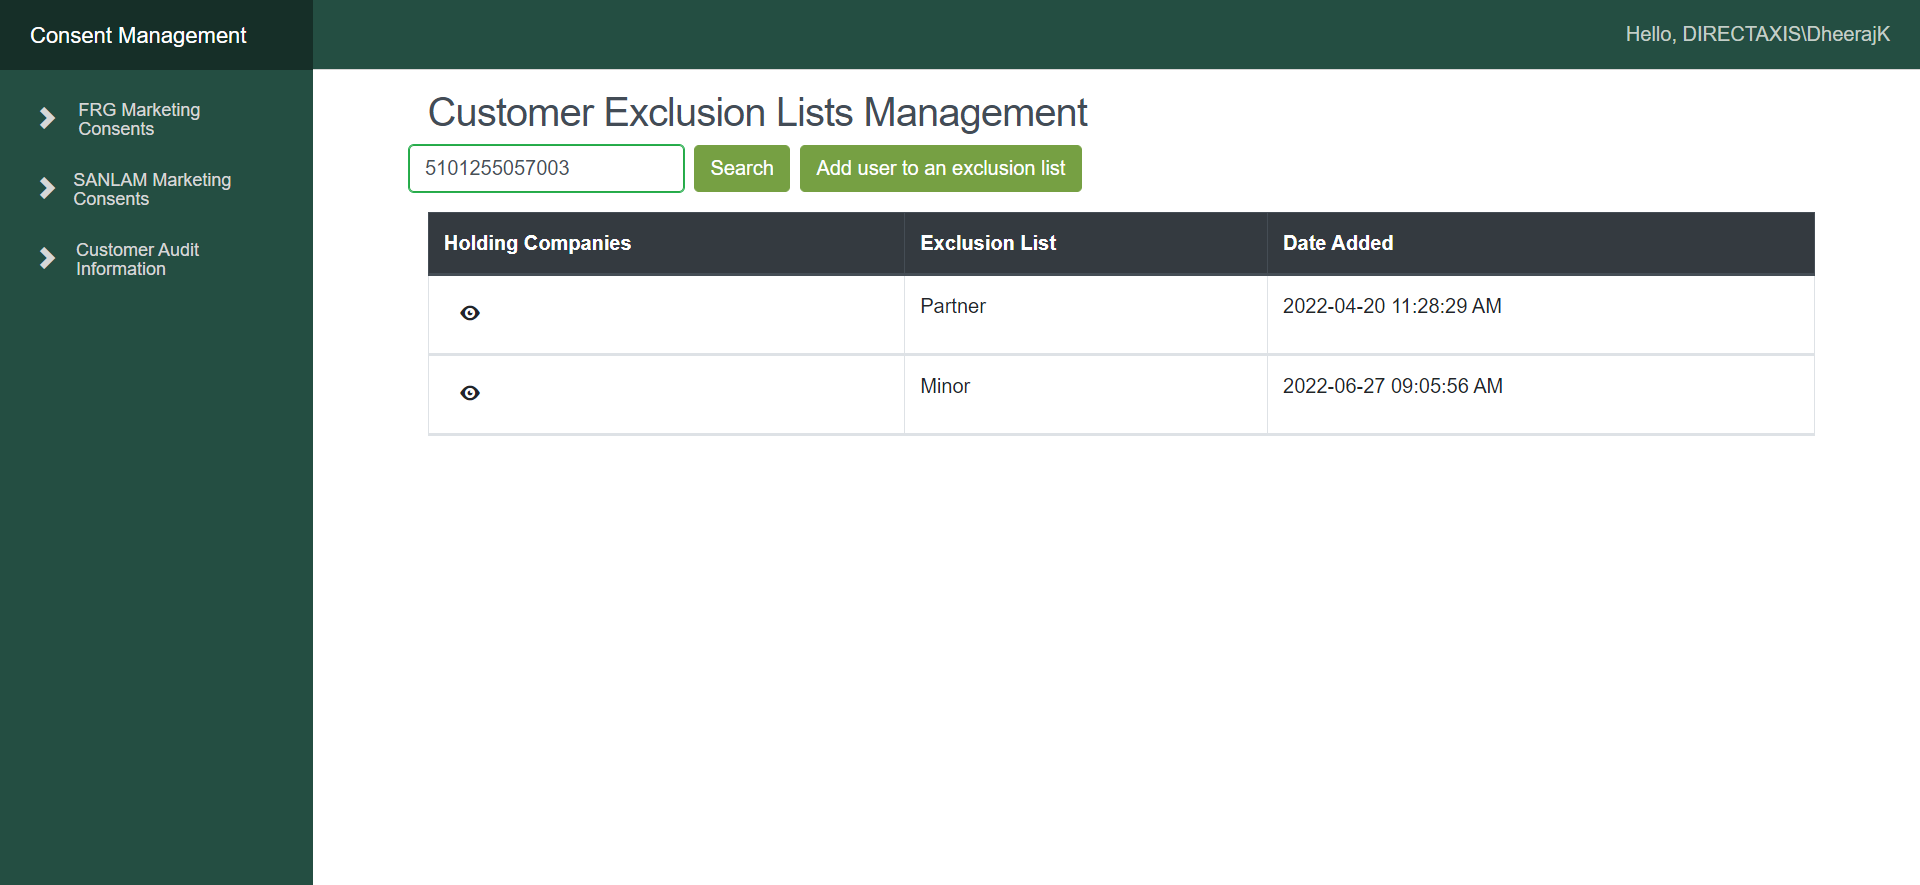 Consent Management
Hello, DIRECTAXIS\DheerajK
FRG Marketing
Consents
SANLAM Marketing
Consents
Customer Audit
Information
Customer Exclusion Lists Management
5101255057003 Search Add user to an exclusion list
Holding Companies Exclusion List Date Added
Partner 2022-04-20 11:28:29 AM
Minor 2022-06-27 09:05:56 AM